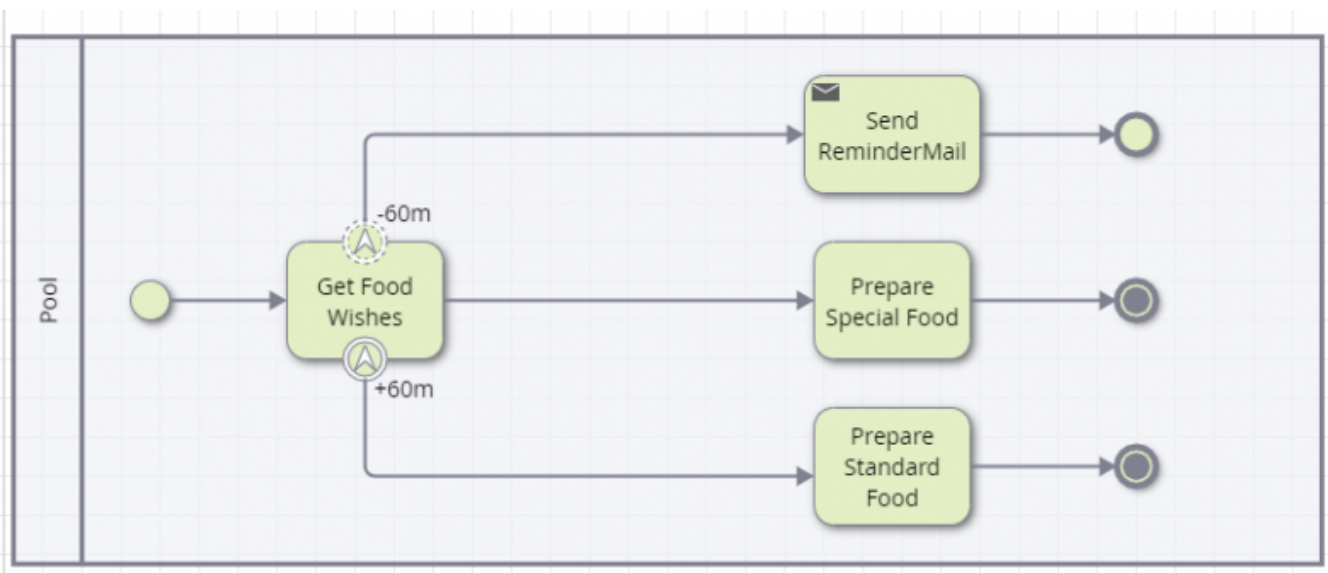 Pool
Send
ReminderMail
-60m
Get Food
Wishes
Prepare
Special Food
+60m
Prepare
Standard
Food